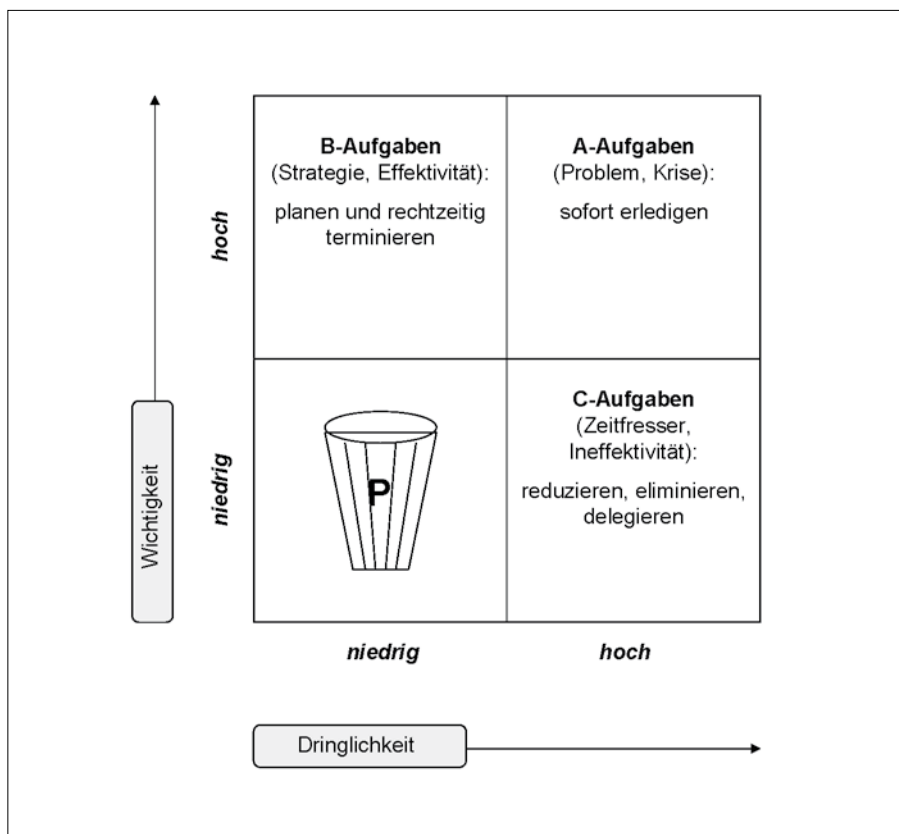 B-Aufgaben
(Strategie, Effektivität):
planen und rechtzeitig
terminieren
A-Aufgaben
(Problem, Krise):
sofort erledigen
hoch
P
C-Aufgaben
(Zeitfresser,
Ineffektivität):
reduzieren, eliminieren,
delegieren
niedrig
Wichtigkeit
niedrig
hoch
Dringlichkeit